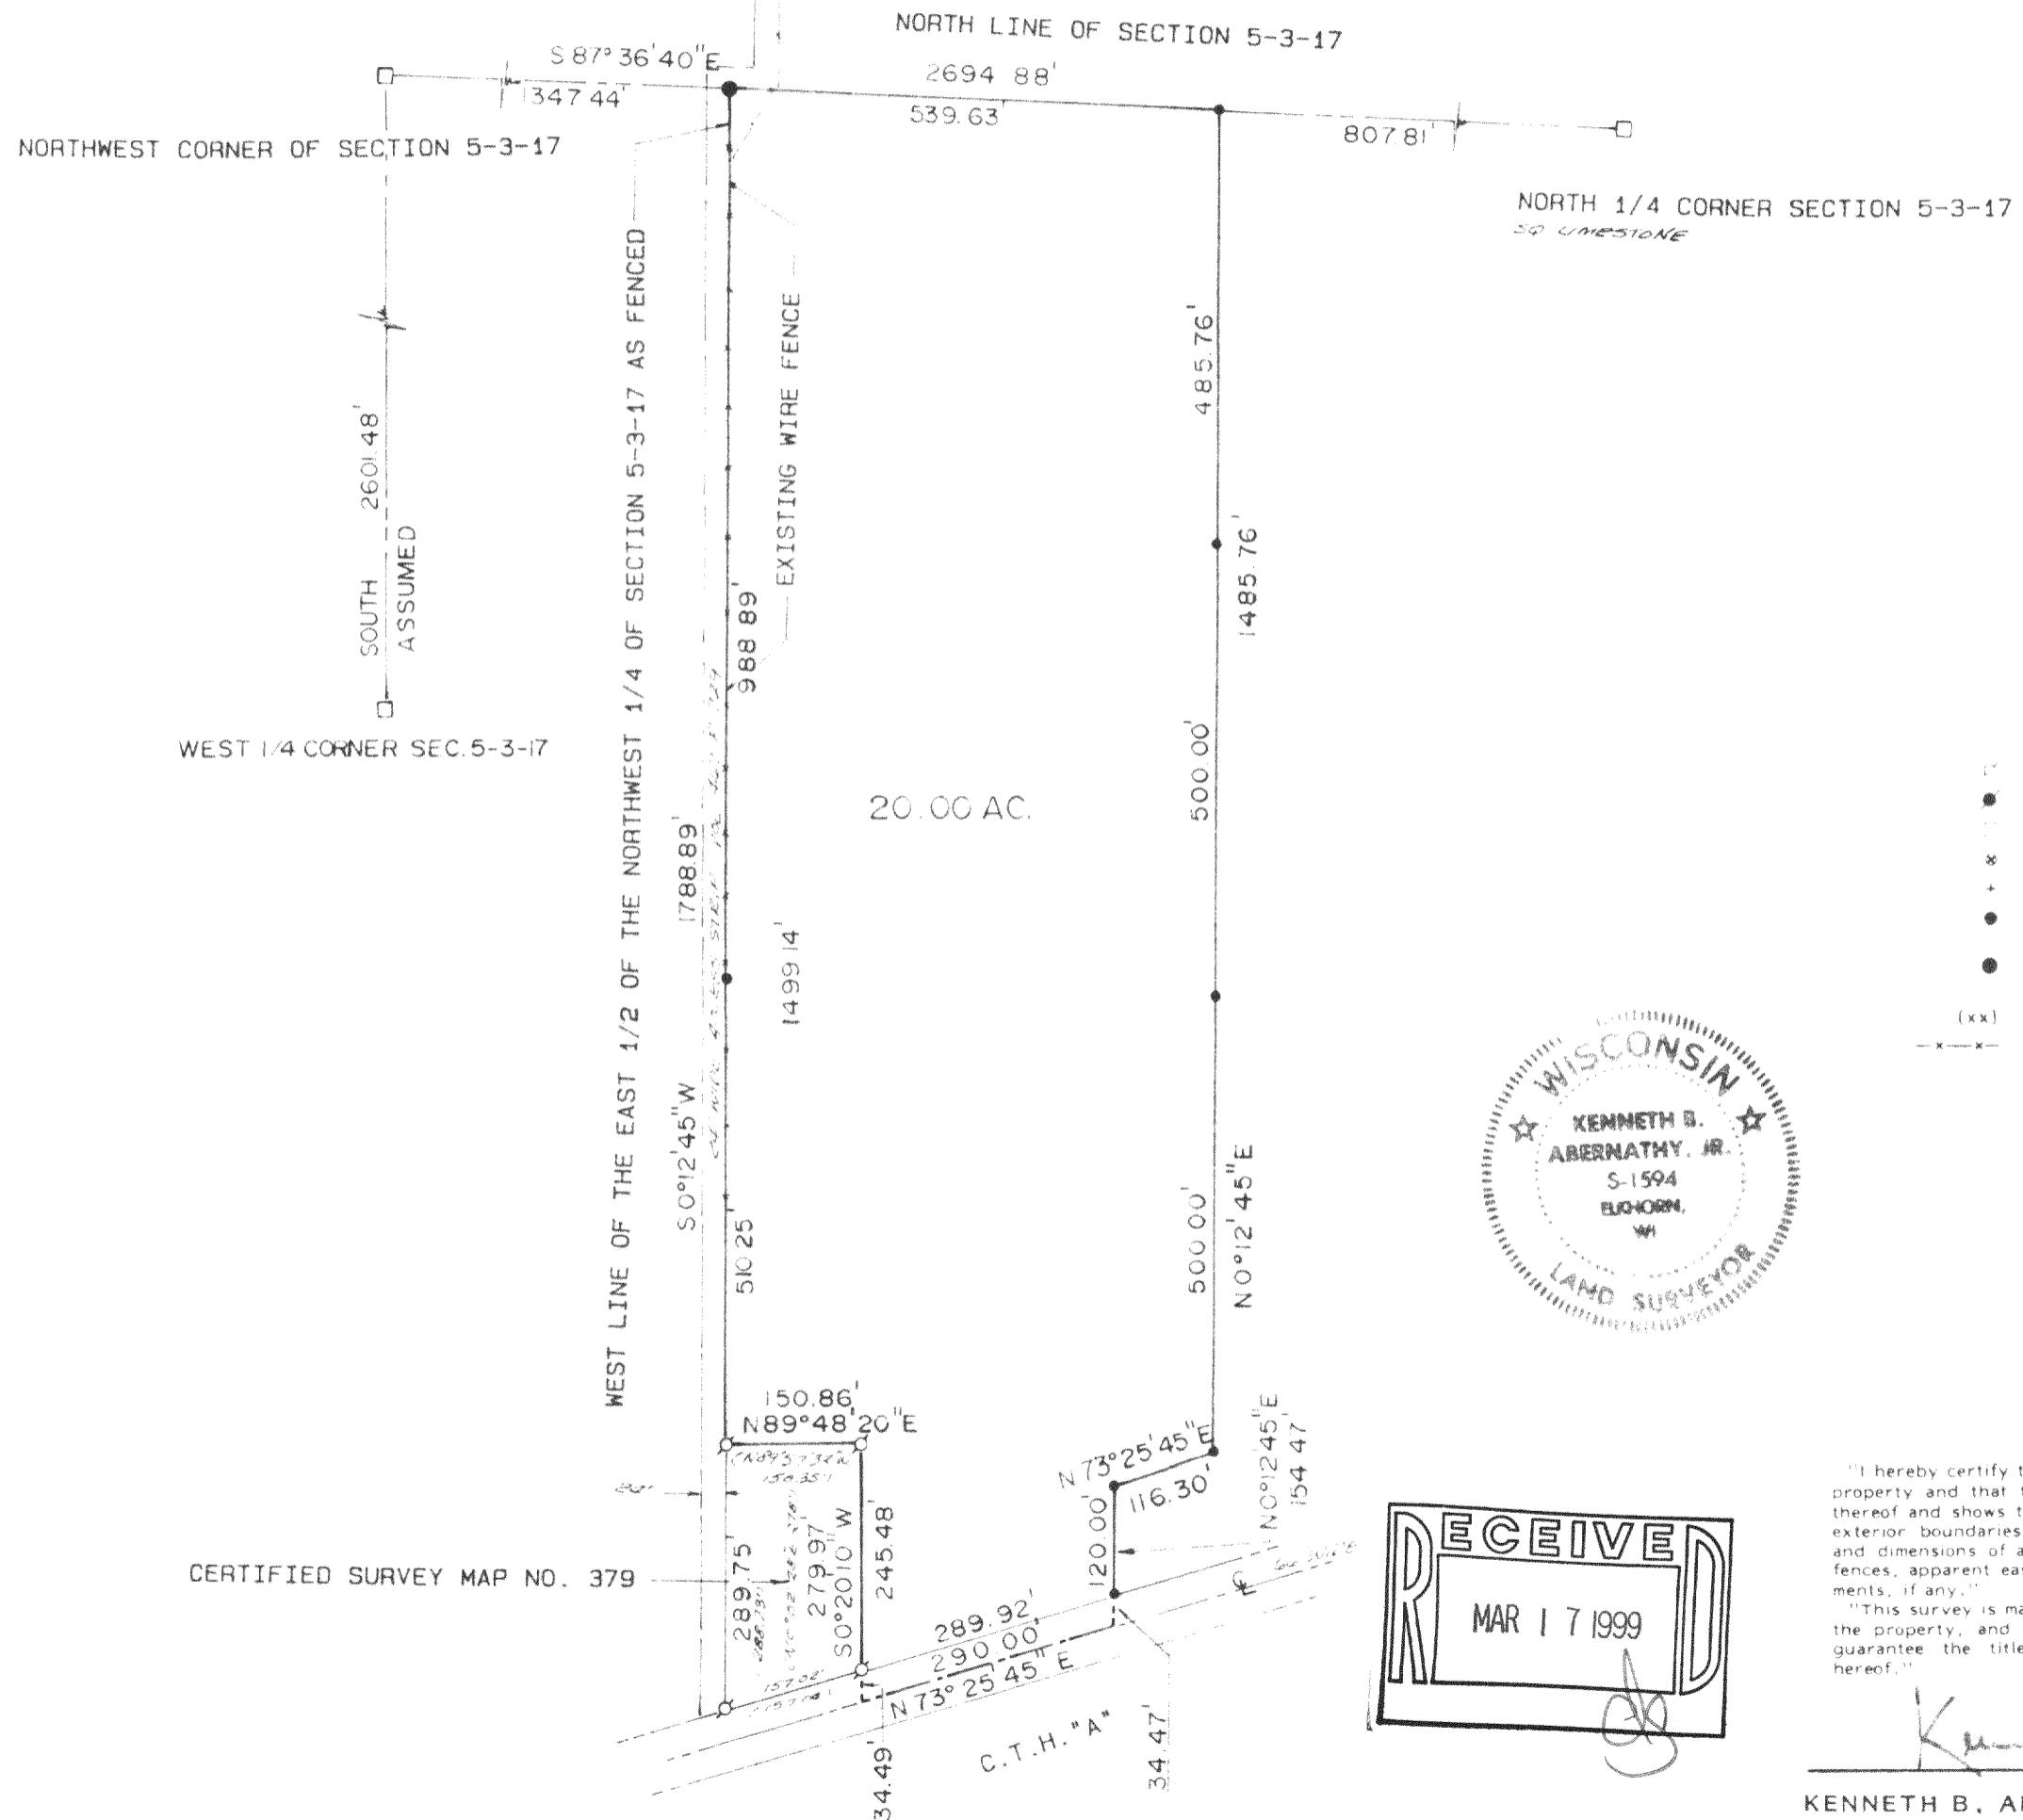 NORTH LINE OF SECTION 5-3-17
S 87° 36' 40" E
2694 88'
1347 44'
539.63'
807.81'
NORTHWEST CORNER OF SECTION 5-3-17
NORTH 1/4 CORNER SECTION 5-3-17
SQ LIMESTONE
SOUTH 2601.48'
ASSUMED
WEST 1/4 CORNER SEC. 5-3-17
WEST LINE OF THE EAST 1/2 OF THE NORTHWEST 1/4 OF SECTION 5-3-17 AS FENCED
EXISTING WIRE FENCE
485.76'
1485.76'
988 89'
500 00'
20.00 AC.
1788.89'
1499 14'
S 0° 12' 45" W
510 25'
500 00'
N 0° 12' 45" E
(xx)
WISCONSIN
KENNETH B.
ABERNATHY, JR.
S-1594
ELKHORN,
WI
LAND SURVEYOR
150.86'
N 89° 48' 20" E
N 73° 25' 45" E
116.30'
N 0° 12' 45" E
154 47'
120.00'
CERTIFIED SURVEY MAP NO. 379
289.75'
279.97'
S 0° 20' 10" W
245.48'
157.02'
289.92'
290.00'
N 73° 25' 45" E
C.T.H. "A"
34.49'
34.47'
RECEIVED
MAR 17 1999
"I hereby certify t
property and that t
thereof and shows t
exterior boundaries
and dimensions of a
fences, apparent eas
ments, if any."
"This survey is ma
the property, and
guarantee the title
hereof."
KENNETH B. AB